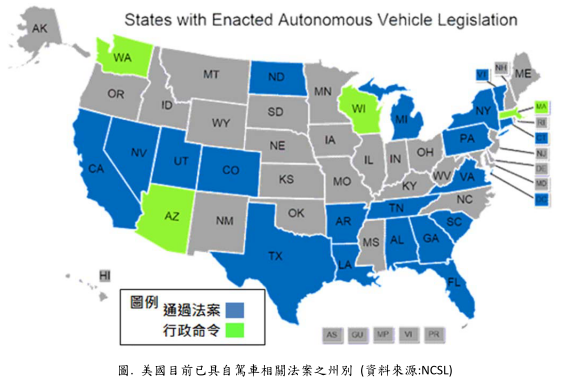 States with Enacted Autonomous Vehicle Legislation
AK
WA
MT
ND
MN
ME
NH
VT
OR
ID
WY
SD
WI
MI
NY
MA
RI
CT
PA
NJ
DE
MD
DC
NV
UT
CO
NE
IA
IL
IN
OH
WV
VA
CA
KS
MO
KY
NC
TN
SC
AZ
NM
OK
AR
MS
AL
GA
TX
LA
FL
HI
AS
GU
MP
VI
PR
圖例
通過法案
行政命令
圖. 美國目前已具自駕車相關法案之州別 (資料來源:NCSL)